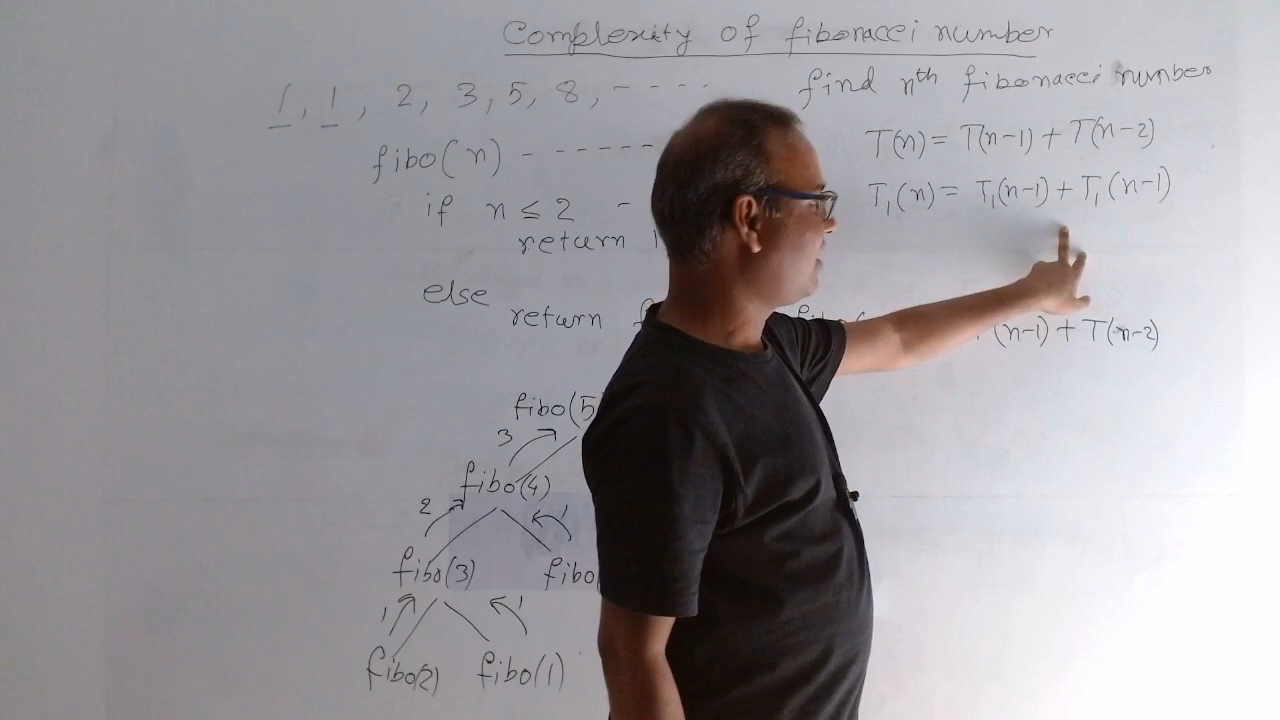 Complexity of fibonacci number
1, 1, 2, 3, 5, 8, - - - -
find nth fibonacci number
fibo(n) - - - - - -
T(n) = T(n-1) + T(n-2)
if n ≤ 2 -
T₁(n) = T₁(n-1) + T₁(n-1)
return 1
else
return
(n-1) + T(n-2)
fibo(5
3
fibo(4)
2 1
fibo(3) fibo(
1 1
fibo(2) fibo(1)